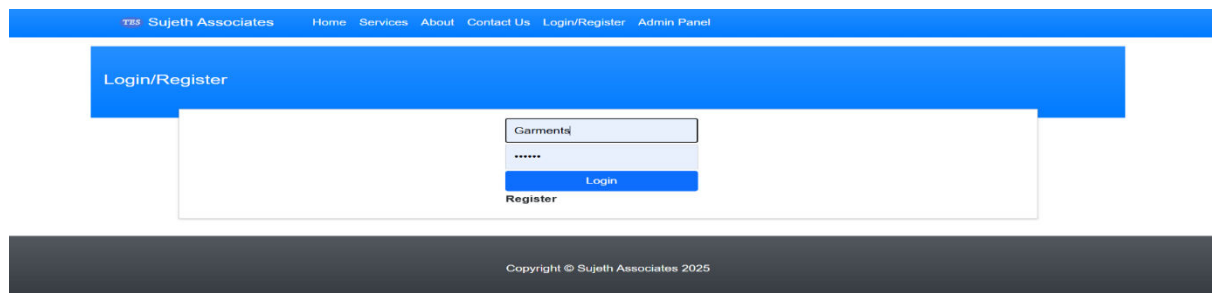 TBS Sujeth Associates Home Services About Contact Us Login/Register Admin Panel
Login/Register
Garments
••••••
Login
Register
Copyright © Sujeth Associates 2025